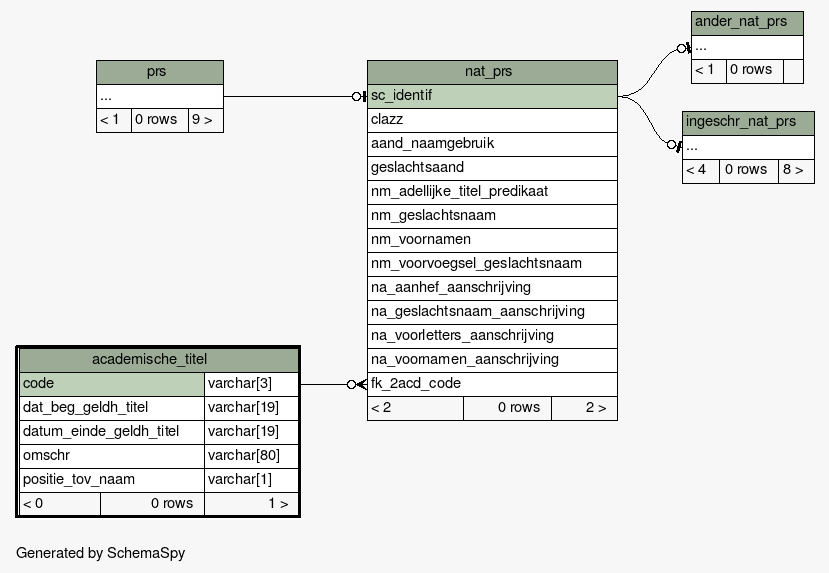 ander_nat_prs
...
< 1 0 rows
prs
...
< 1 0 rows 9 >
nat_prs
sc_identif
clazz
aand_naamgebruik
geslachtsaand
nm_adellijke_titel_predikaat
nm_geslachtsnaam
nm_voornamen
nm_voorvoegsel_geslachtsnaam
na_aanhef_aanschrijving
na_geslachtsnaam_aanschrijving
na_voorletters_aanschrijving
na_voornamen_aanschrijving
fk_2acd_code
< 2 0 rows 2 >
ingeschr_nat_prs
...
< 4 0 rows 8 >
academische_titel
code varchar[3]
dat_beg_geldh_titel varchar[19]
datum_einde_geldh_titel varchar[19]
omschr varchar[80]
positie_tov_naam varchar[1]
< 0 0 rows 1 >
Generated by SchemaSpy